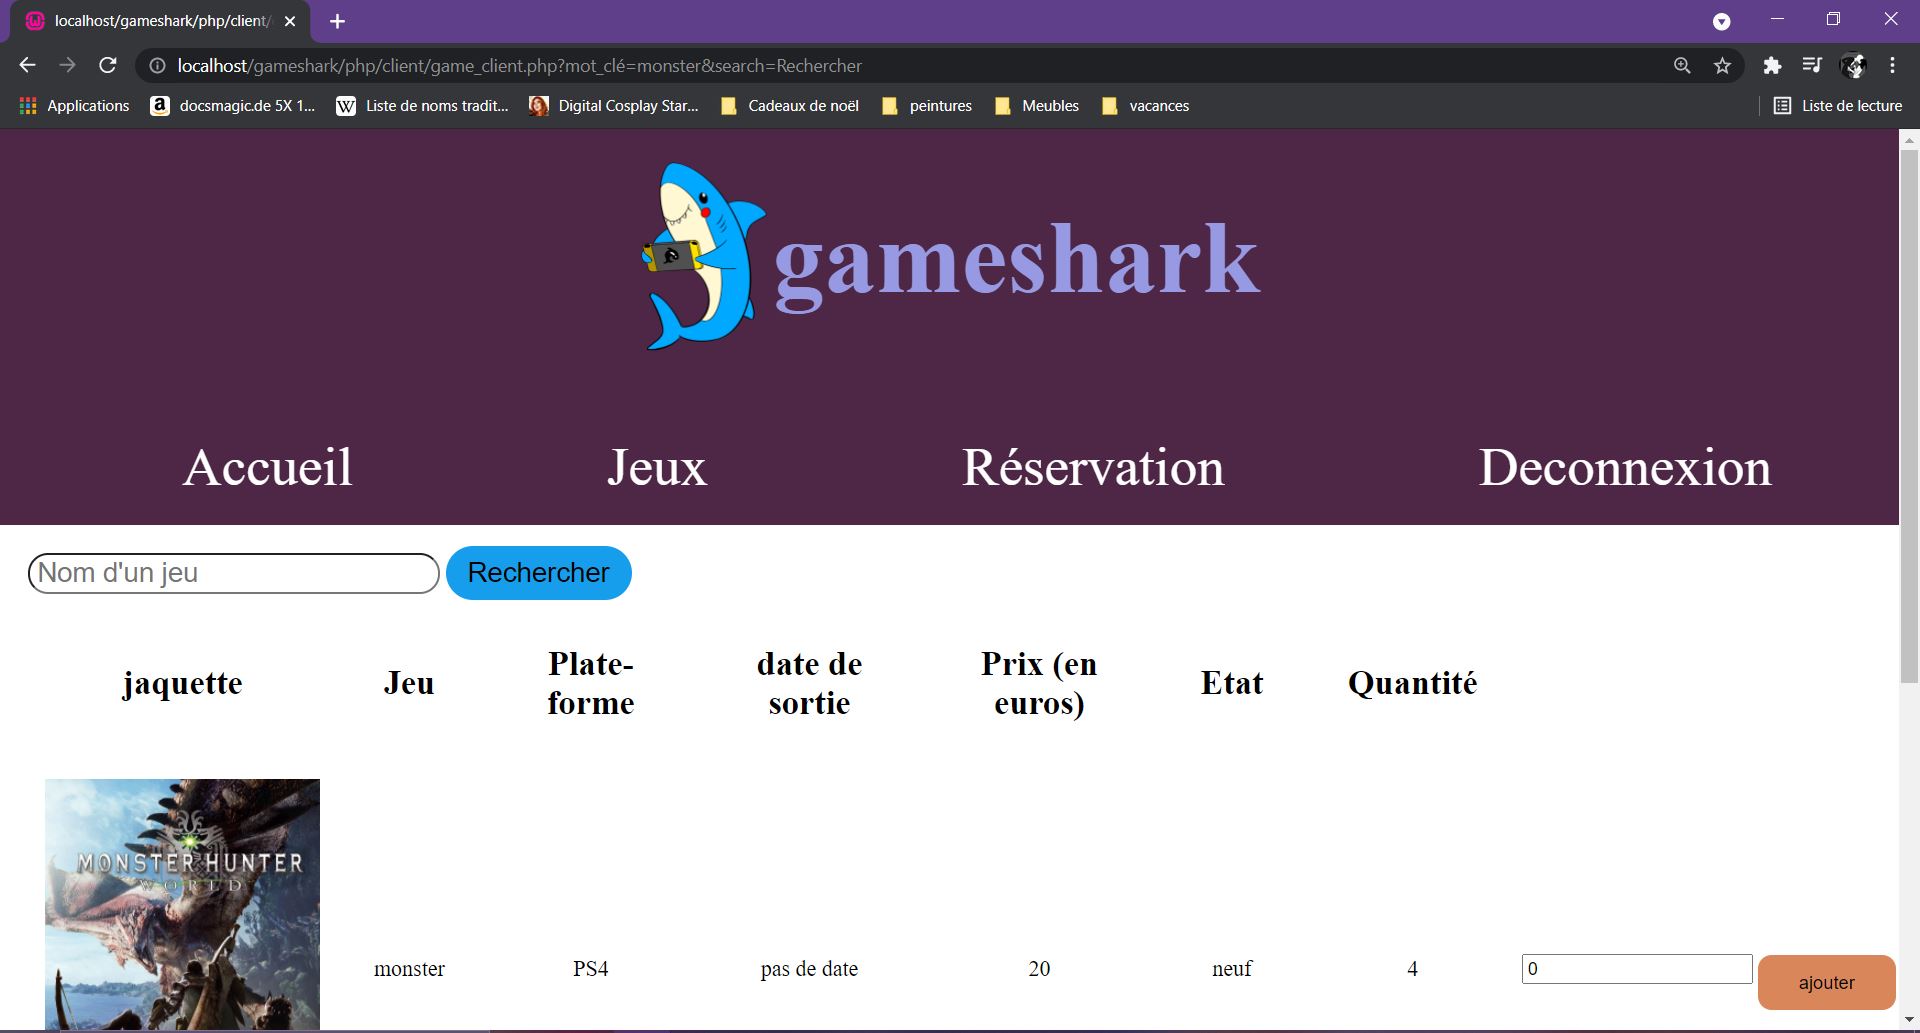 localhost/gameshark/php/client/
localhost/gameshark/php/client/game_client.php?mot_clé=monster&search=Rechercher
Applications
docsmagic.de 5X 1...
Liste de noms tradit...
Digital Cosplay Star...
Cadeaux de noël
peintures
Meubles
vacances
Liste de lecture
gameshark
Accueil
Jeux
Réservation
Deconnexion
Nom d'un jeu
Rechercher
jaquette
Jeu
Plate-
forme
date de
sortie
Prix (en
euros)
Etat
Quantité
MONSTER HUNTER
WORLD
monster
PS4
pas de date
20
neuf
4
0
ajouter